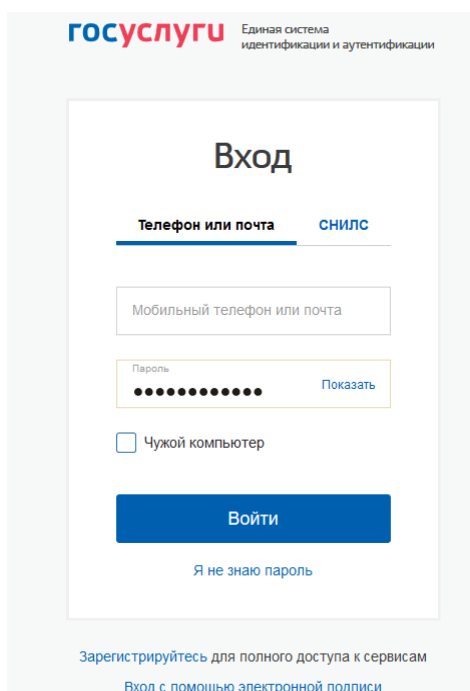 госуслуги Единая система
идентификации и аутентификации
Вход
Телефон или почта СНИЛС
Мобильный телефон или почта
Пароль
●●●●●●●●●●●● Показать
Чужой компьютер
Войти
Я не знаю пароль
Зарегистрируйтесь для полного доступа к сервисам
Вход с помощью электронной подписи